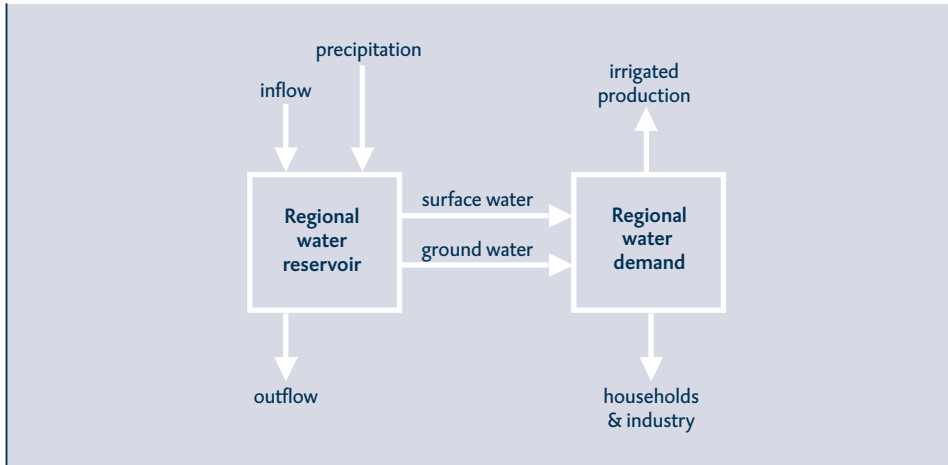 precipitation
inflow
irrigated
production
surface water
ground water
Regional
water
reservoir
Regional
water
demand
outflow
households
& industry